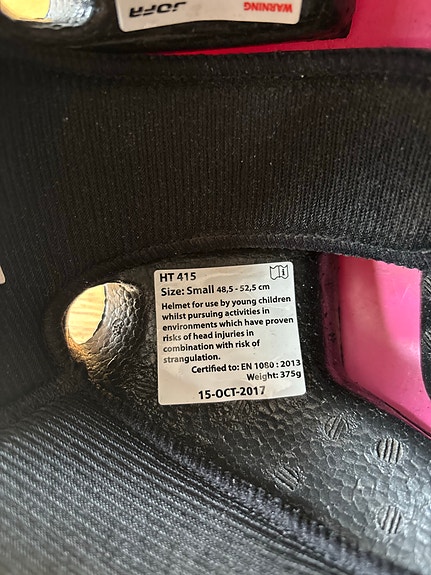 WARNING
JOFA
HT 415
Size: Small 48,5 - 52,5 cm
Helmet for use by young children
whilst pursuing activities in
environments which have proven
risks of head injuries in
combination with risk of
strangulation.
Certified to: EN 1080 : 2013
Weight: 375g
15-OCT-2017